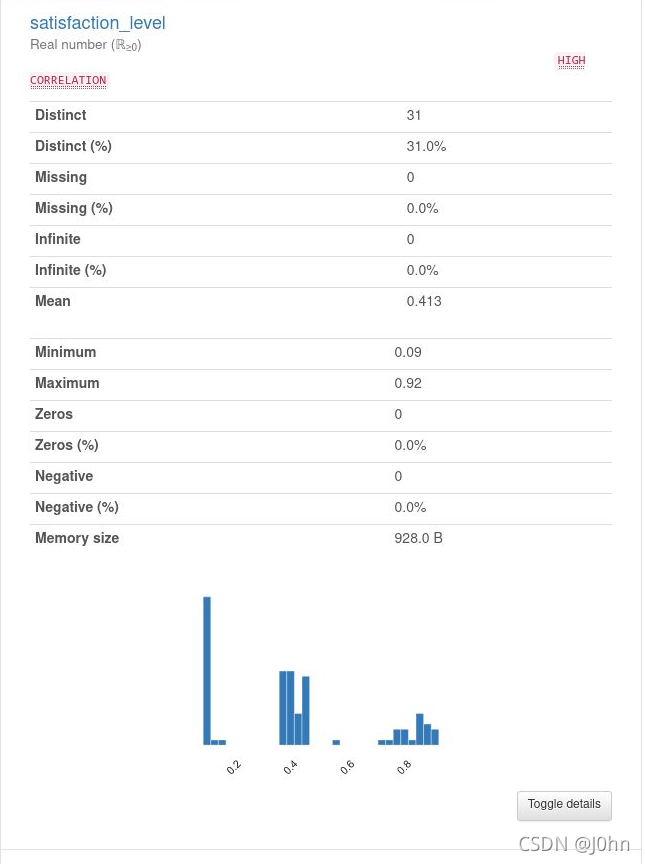 satisfaction_level
Real number (ℝ≥0)
HIGH
CORRELATION
Distinct 31
Distinct (%) 31.0%
Missing 0
Missing (%) 0.0%
Infinite 0
Infinite (%) 0.0%
Mean 0.413
Minimum 0.09
Maximum 0.92
Zeros 0
Zeros (%) 0.0%
Negative 0
Negative (%) 0.0%
Memory size 928.0 B
0.2 0.4 0.6 0.8
Toggle details
CSDN @J0hn